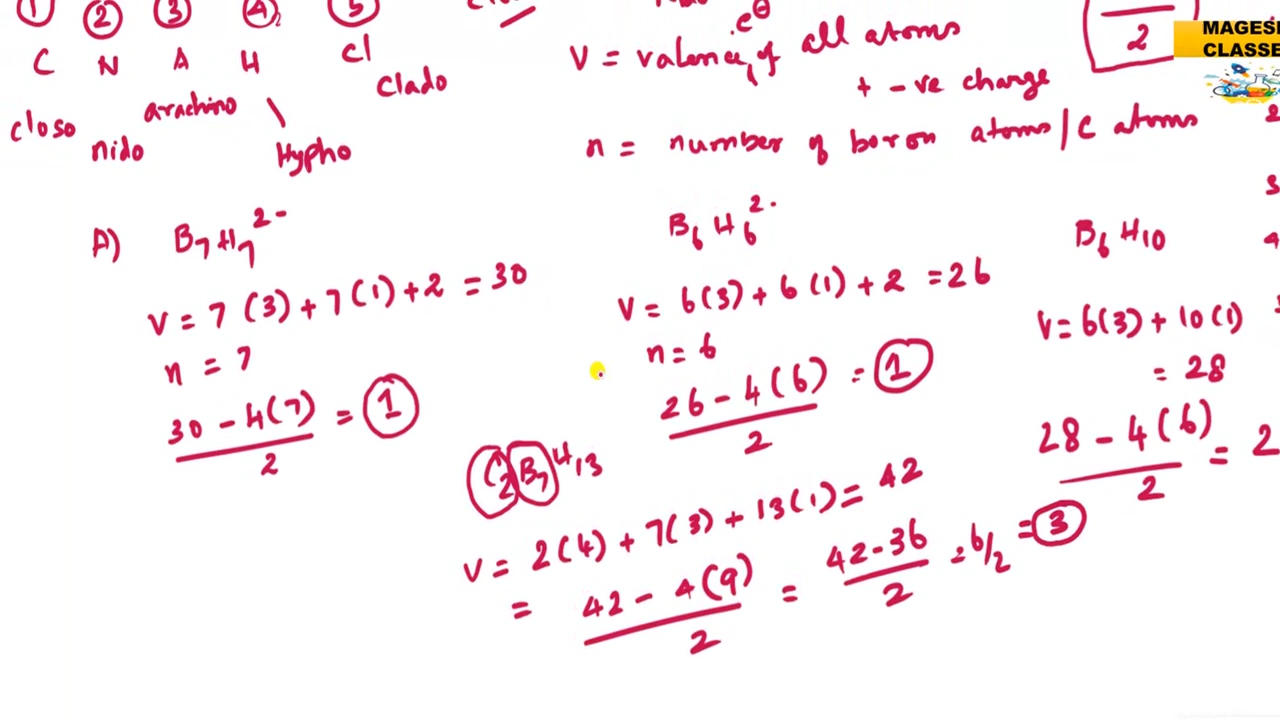 1 2 3 4 5
C N A H Cl
closo nido arachino Hypho Clado
V = valence e⊖ of all atoms
+ -ve charge
n = number of boron atoms / C atoms
2
MAGESH
CLASSE
A) B7H7 2-
V = 7 (3) + 7 (1) + 2 = 30
n = 7
30 - 4(7) / 2 = 1
B6H6 2-
V = 6(3) + 6(1) + 2 = 26
n = 6
26 - 4(6) / 2 = 1
B6H10
V = 6(3) + 10(1)
= 28
28 - 4(6) / 2 = 2
C2B7H13
V = 2(4) + 7(3) + 13(1) = 42
= 42 - 4(9) / 2 = 42 - 36 / 2 = 6/2 = 3